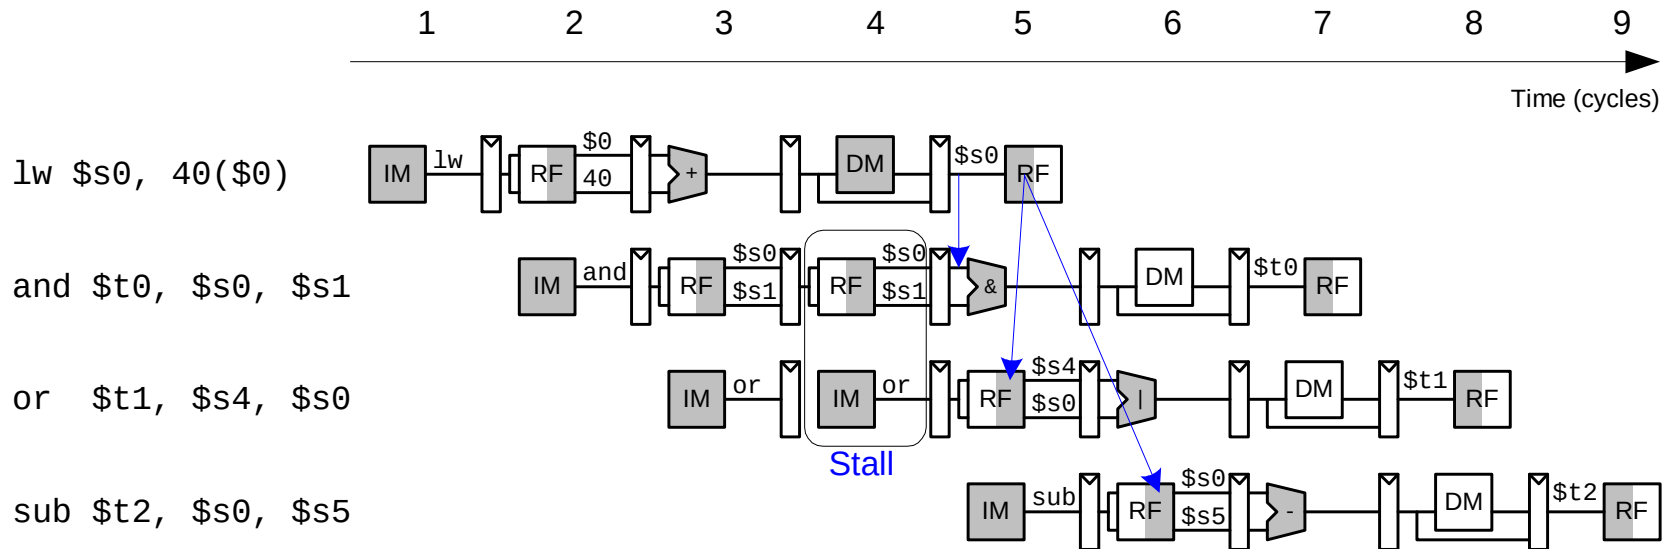 1 2 3 4 5 6 7 8 9
Time (cycles)
lw $s0, 40($0) IM lw RF $0 40 + DM $s0 RF
and $t0, $s0, $s1 IM and RF $s0 $s1 RF $s0 $s1 & DM $t0 RF
or $t1, $s4, $s0 IM or IM or RF $s4 $s0 | DM $t1 RF
Stall
sub $t2, $s0, $s5 IM sub RF $s0 $s5 - DM $t2 RF